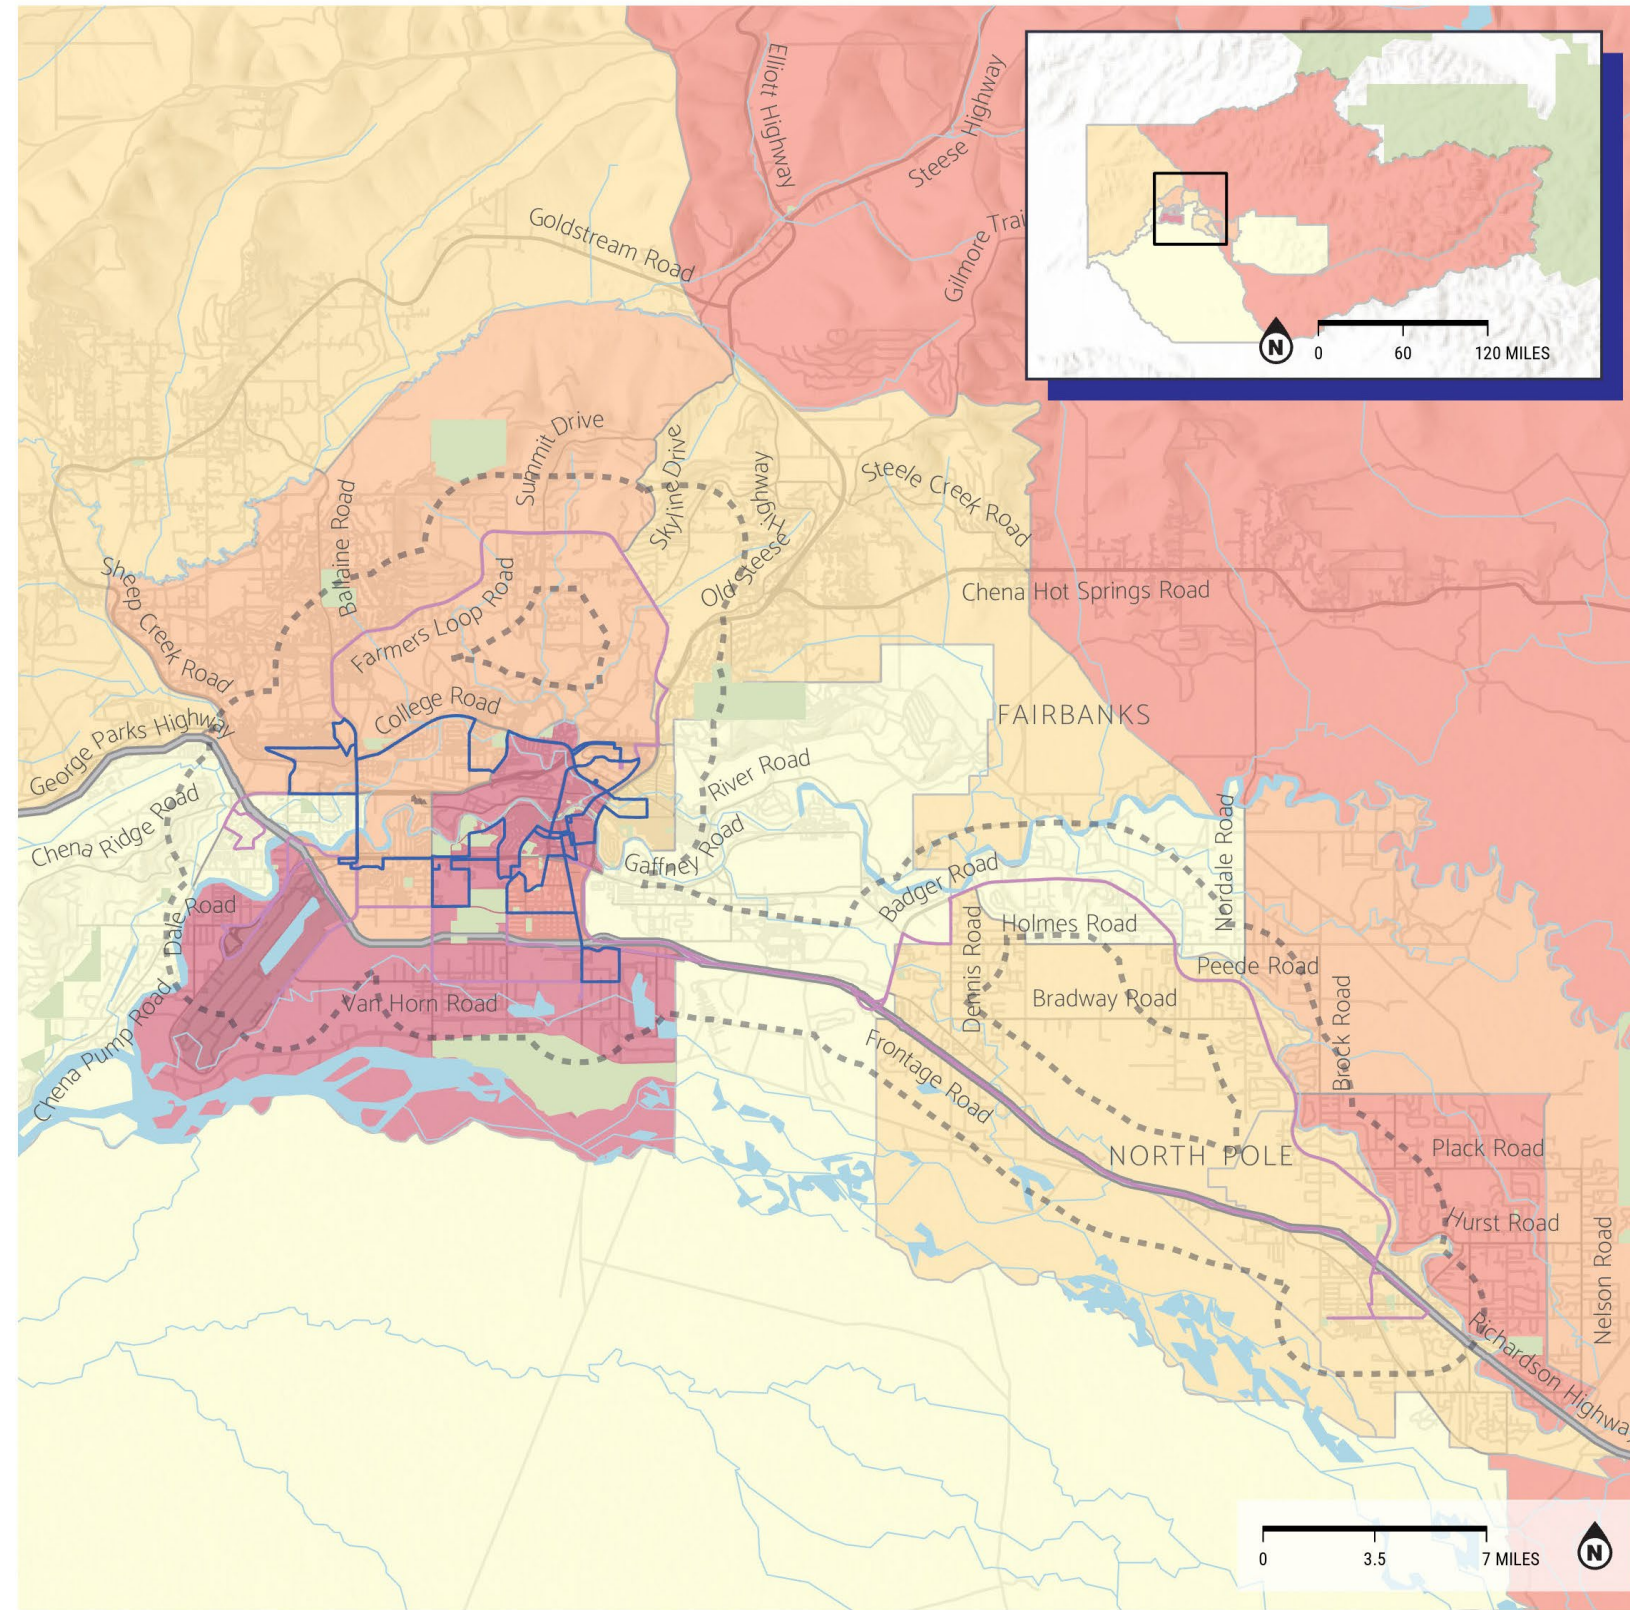 Elliott Highway
Steese Highway
Goldstream Road
Gilmore Trai
N
0 60 120 MILES
Summit Drive
Skyline Drive
Old Steese Highway
Steele Creek Road
Ballaine Road
Sheep Creek Road
Farmers Loop Road
Chena Hot Springs Road
College Road
George Parks Highway
FAIRBANKS
River Road
Chena Ridge Road
Gaffney Road
Badger Road
Nordale Road
Dale Road
Dennis Road
Holmes Road
Peede Road
Van Horn Road
Bradway Road
Chena Pump Road
Frontage Road
Brock Road
NORTH POLE
Plack Road
Hurst Road
Nelson Road
Richardson Highway
0 3.5 7 MILES
N